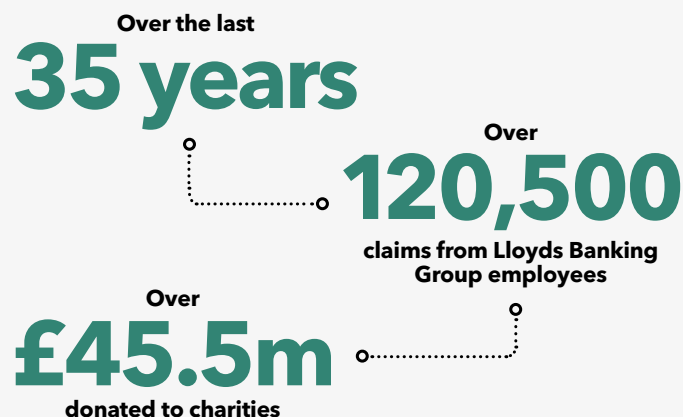 Over the last
35 years
Over
120,500
claims from Lloyds Banking
Group employees
Over
£45.5m
donated to charities